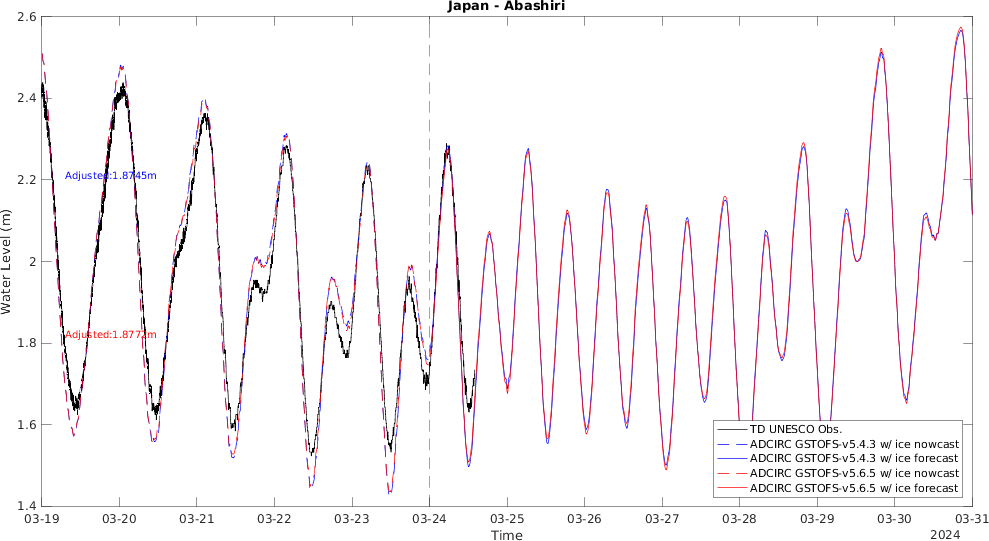 Japan - Abashiri
2.6
2.4
2.2
2
1.8
1.6
1.4
Water Level (m)
Adjusted:1.8745m
Adjusted:1.8772m
TD UNESCO Obs.
ADCIRC GSTOFS-v5.4.3 w/ ice nowcast
ADCIRC GSTOFS-v5.4.3 w/ ice forecast
ADCIRC GSTOFS-v5.6.5 w/ ice nowcast
ADCIRC GSTOFS-v5.6.5 w/ ice forecast
03-19 03-20 03-21 03-22 03-23 03-24 03-25 03-26 03-27 03-28 03-29 03-30 03-31
Time
2024